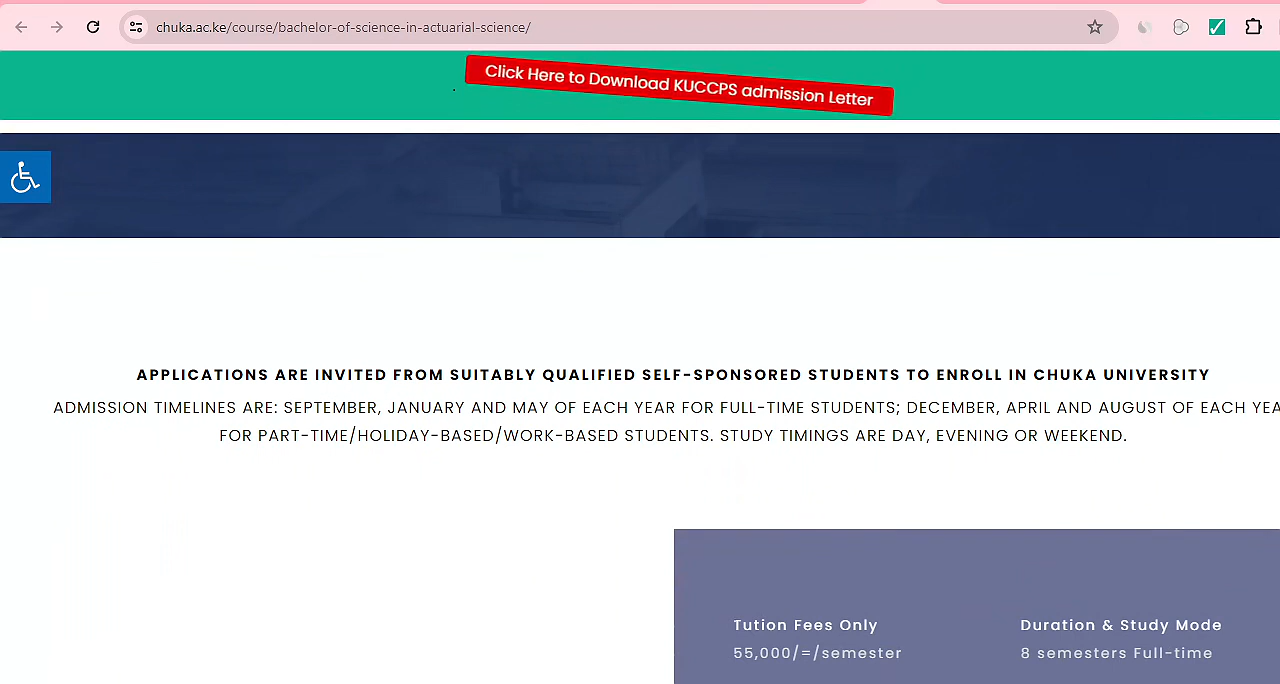 chuka.ac.ke/course/bachelor-of-science-in-actuarial-science/
Click Here to Download KUCCPS admission Letter
APPLICATIONS ARE INVITED FROM SUITABLY QUALIFIED SELF-SPONSORED STUDENTS TO ENROLL IN CHUKA UNIVERSITY
ADMISSION TIMELINES ARE: SEPTEMBER, JANUARY AND MAY OF EACH YEAR FOR FULL-TIME STUDENTS; DECEMBER, APRIL AND AUGUST OF EACH YEA
FOR PART-TIME/HOLIDAY-BASED/WORK-BASED STUDENTS. STUDY TIMINGS ARE DAY, EVENING OR WEEKEND.
Tution Fees Only
55,000/=/semester
Duration & Study Mode
8 semesters Full-time